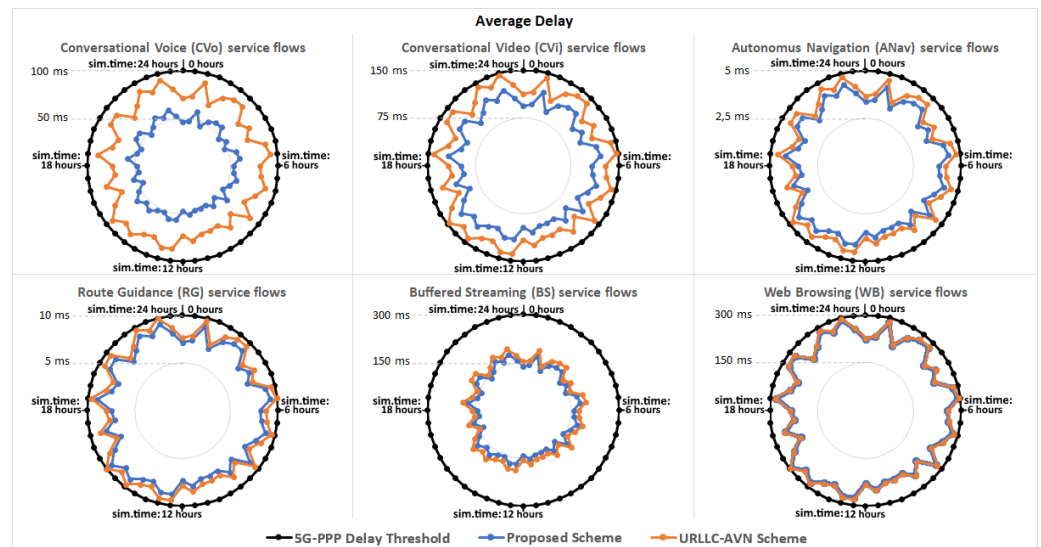 Average Delay
Conversational Voice (CVo) service flows
sim.time: 24 hours | 0 hours
100 ms
50 ms
sim.time:
18 hours
sim.time:
6 hours
sim.time: 12 hours
Conversational Video (CVi) service flows
sim.time: 24 hours | 0 hours
150 ms
75 ms
sim.time:
18 hours
sim.time:
6 hours
sim.time: 12 hours
Autonomus Navigation (ANav) service flows
sim.time: 24 hours | 0 hours
5 ms
2,5 ms
sim.time:
18 hours
sim.time:
6 hours
sim.time: 12 hours
Route Guidance (RG) service flows
sim.time: 24 hours | 0 hours
10 ms
5 ms
sim.time:
18 hours
sim.time:
6 hours
sim.time: 12 hours
Buffered Streaming (BS) service flows
sim.time: 24 hours | 0 hours
300 ms
150 ms
sim.time:
18 hours
sim.time:
6 hours
sim.time: 12 hours
Web Browsing (WB) service flows
sim.time: 24 hours | 0 hours
300 ms
150 ms
sim.time:
18 hours
sim.time:
6 hours
sim.time: 12 hours
5G-PPP Delay Threshold Proposed Scheme URLLC-AVN Scheme